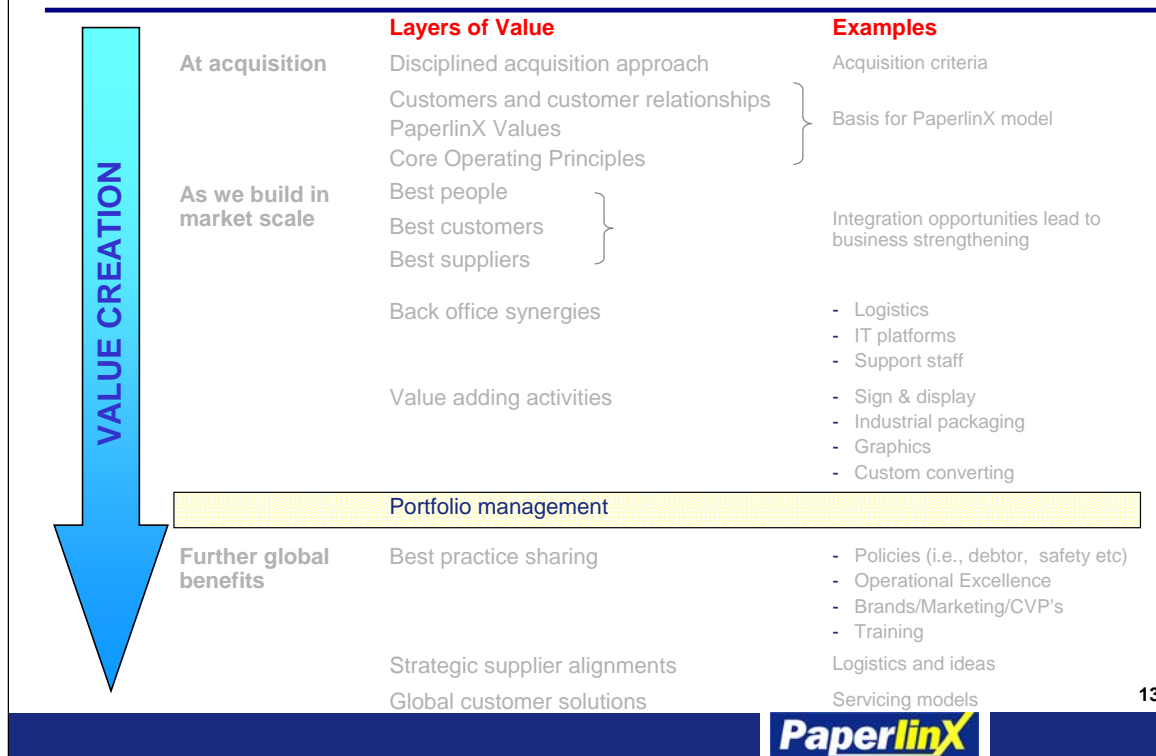 Layers of Value
Examples
At acquisition
Disciplined acquisition approach
Acquisition criteria
Customers and customer relationships
PaperlinX Values
Core Operating Principles
Basis for PaperlinX model
As we build in
market scale
Best people
Best customers
Best suppliers
Integration opportunities lead to
business strengthening
Back office synergies
- Logistics
- IT platforms
- Support staff
Value adding activities
- Sign & display
- Industrial packaging
- Graphics
- Custom converting
Portfolio management
Further global
benefits
Best practice sharing
- Policies (i.e., debtor, safety etc)
- Operational Excellence
- Brands/Marketing/CVP's
- Training
Strategic supplier alignments
Logistics and ideas
Global customer solutions
Servicing models
VALUE CREATION
13
PaperlinX